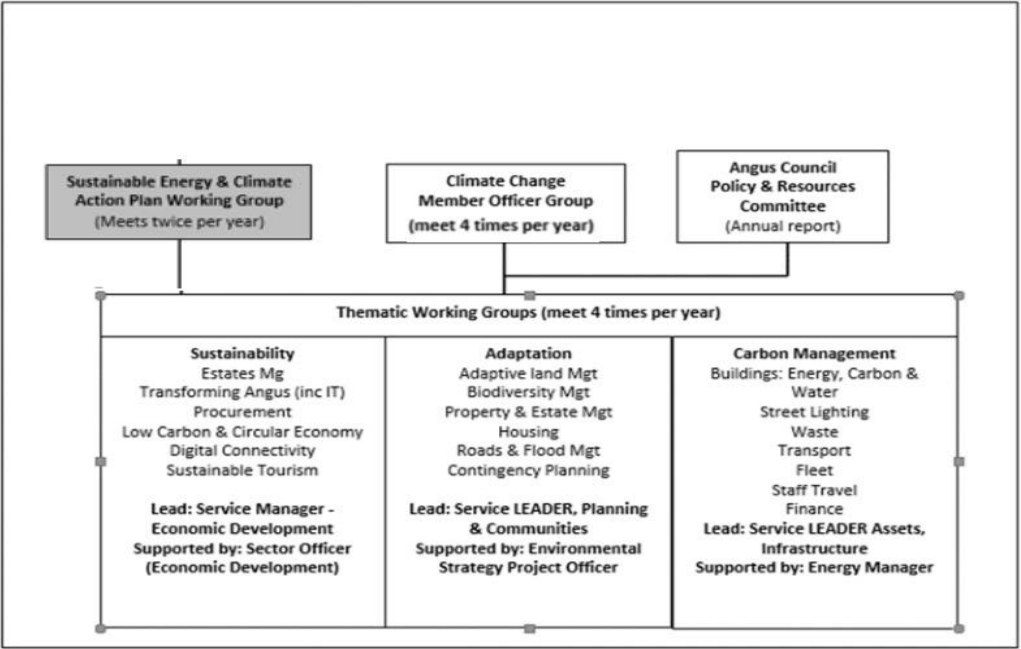 Sustainable Energy & Climate
Action Plan Working Group
(Meets twice per year)
Climate Change
Member Officer Group
(meet 4 times per year)
Angus Council
Policy & Resources
Committee
(Annual report)
Thematic Working Groups (meet 4 times per year)
Sustainability
Estates Mg
Transforming Angus (inc IT)
Procurement
Low Carbon & Circular Economy
Digital Connectivity
Sustainable Tourism
Lead: Service Manager -
Economic Development
Supported by: Sector Officer
(Economic Development)
Adaptation
Adaptive land Mgt
Biodiversity Mgt
Property & Estate Mgt
Housing
Roads & Flood Mgt
Contingency Planning
Lead: Service LEADER, Planning
& Communities
Supported by: Environmental
Strategy Project Officer
Carbon Management
Buildings: Energy, Carbon &
Water
Street Lighting
Waste
Transport
Fleet
Staff Travel
Finance
Lead: Service LEADER Assets,
Infrastructure
Supported by: Energy Manager